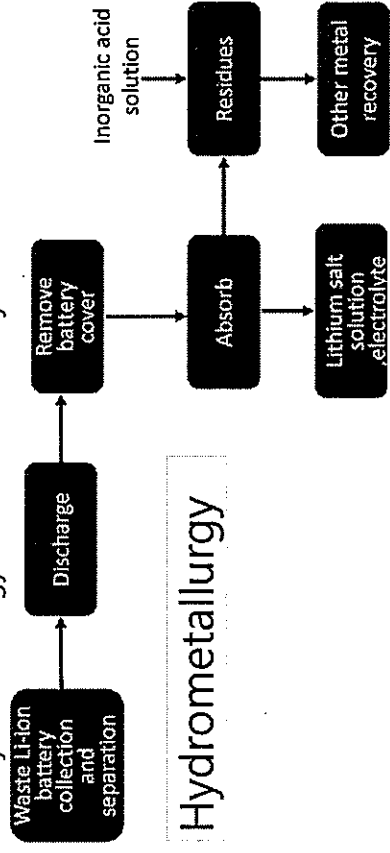 Waste Li-Ion
battery
collection
and
separation
Discharge
Remove
battery
cover
Absorb
Lithium salt
solution
,electrolyte
Inorganic acid
solution
Residues
Other metal
recovery
Hydrometallurgy